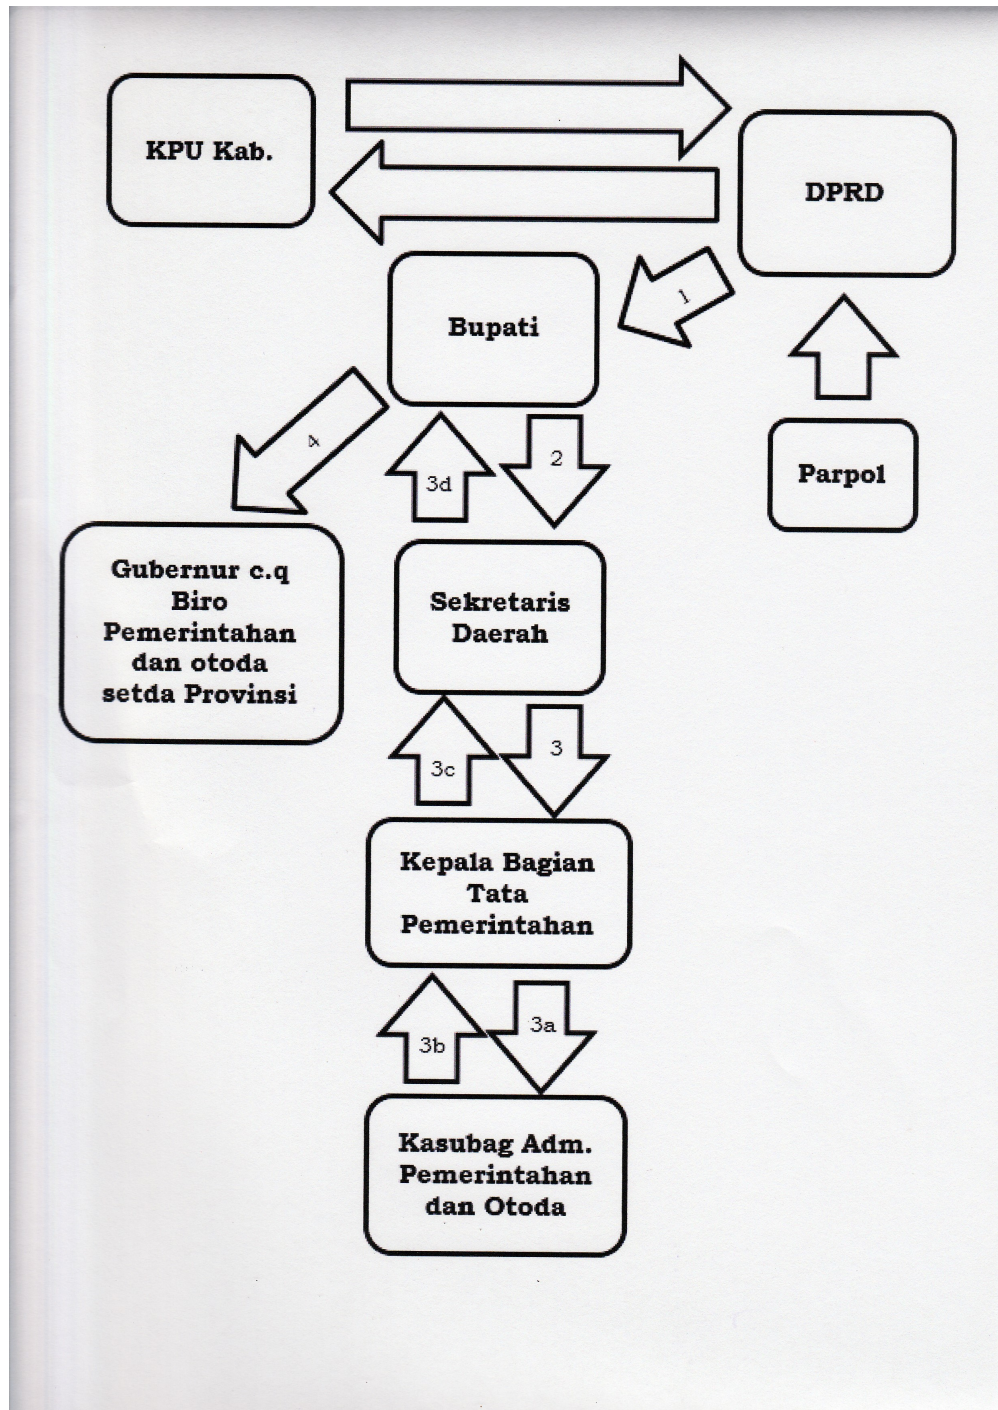 KPU Kab.
DPRD
1
Bupati
4
3d
2
Parpol
Gubernur c.q
Biro
Pemerintahan
dan otoda
setda Provinsi
Sekretaris
Daerah
3c
3
Kepala Bagian
Tata
Pemerintahan
3b
3a
Kasubag Adm.
Pemerintahan
dan Otoda